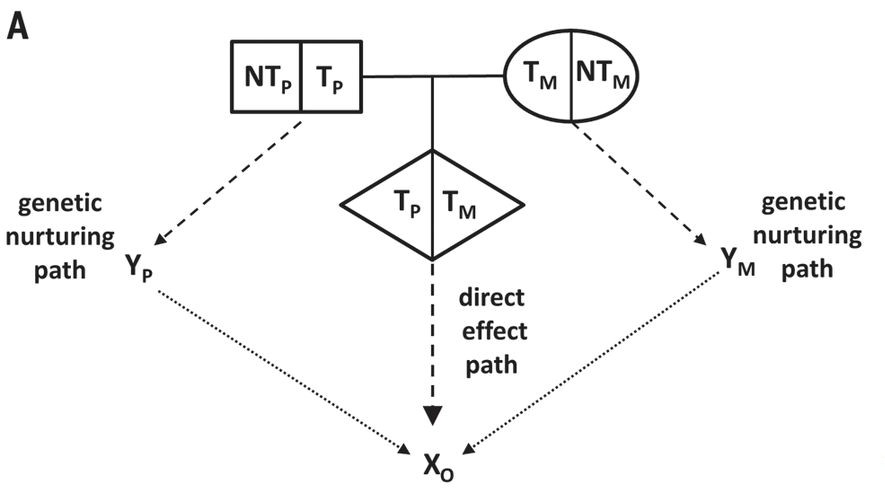 A
NT_P T_P
T_M NT_M
T_P T_M
genetic
nurturing
path
Y_P
genetic
nurturing
path
Y_M
direct
effect
path
X_O